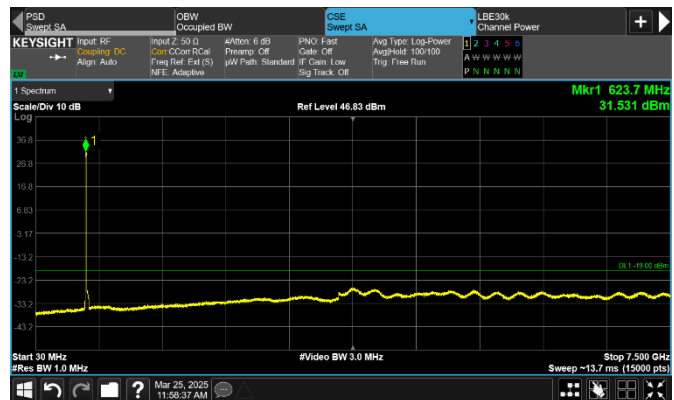 PSD
Swept SA
OBW
Occupied BW
CSE
Swept SA
LBE30k
Channel Power
KEYSIGHT
Input: RF
Coupling: DC
Align: Auto
Input Z: 50 Ω
Corr CCorr RCal
Freq Ref: Ext (S)
NFE: Adaptive
#Atten: 6 dB
Preamp: Off
µW Path: Standard
PNO: Fast
Gate: Off
IF Gain: Low
Sig Track: Off
Avg Type: Log-Power
Avg|Hold: 100/100
Trig: Free Run
1 2 3 4 5 6
A W W W W W
P N N N N N
LM
1 Spectrum
Scale/Div 10 dB
Log
Ref Level 46.83 dBm
Mkr1 623.7 MHz
31.531 dBm
36.8
26.8
16.8
6.83
-3.17
-13.2
-23.2
-33.2
-43.2
1
DL1 -19.00 dBm
Start 30 MHz
#Res BW 1.0 MHz
#Video BW 3.0 MHz
Stop 7.500 GHz
Sweep ~13.7 ms (15000 pts)
?
Mar 25, 2025
11:58:37 AM